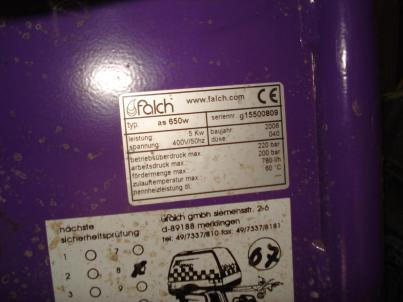 falch www.falch.com CE
typ. as 650w seriennr. g15500809
leistung: 5 Kw baujahr: 2006
spannung: 400V/50hz düse: 040
betriebsüberdruck max. 220 bar
arbeitsdruck max.: 200 bar
fördermenge max.: 780 l/h
zulauftemperatur max.: 60 °C
nennheizleistung öl: ---
falch gmbh siemensstr. 2-6
d-89188 merklingen
tel: 49/7337/810 fax: 49/7337/8181
nächste
sicherheitsprüfung
1 7
2 8
3 9
07